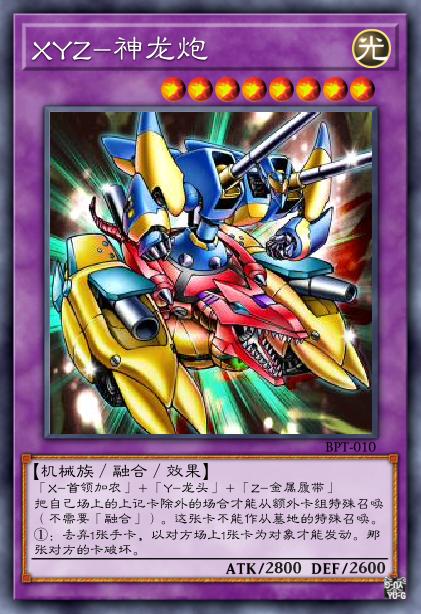 XYZ-神龙炮
光
BPT-010
【机械族／融合／效果】
「X-首领加农」+「Y-龙头」+「Z-金属履带」
把自己场上的上记卡除外的场合才能从额外卡组特殊召唤
（不需要「融合」）。这张卡不能作从墓地的特殊召唤。
①：丢弃1张手卡，以对方场上1张卡为对象才能发动。那
张对方的卡破坏。
ATK/2800 DEF/2600